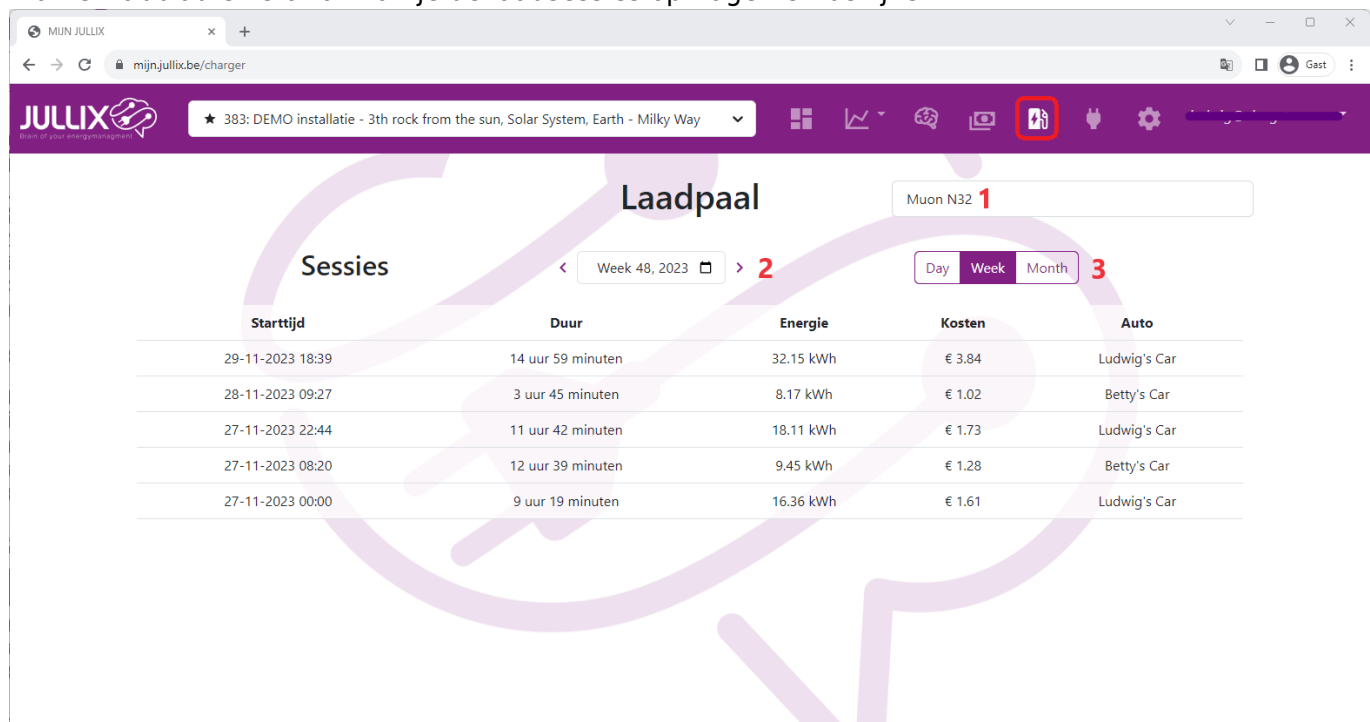 MIJN JULLIX
mijn.jullix.be/charger
Gast
JULLIX
Brain of your energymanagment
★ 383: DEMO installatie - 3th rock from the sun, Solar System, Earth - Milky Way
Laadpaal
Muon N32 1
Sessies
Week 48, 2023 2
Day Week Month 3
Starttijd Duur Energie Kosten Auto
29-11-2023 18:39 14 uur 59 minuten 32.15 kWh € 3.84 Ludwig's Car
28-11-2023 09:27 3 uur 45 minuten 8.17 kWh € 1.02 Betty's Car
27-11-2023 22:44 11 uur 42 minuten 18.11 kWh € 1.73 Ludwig's Car
27-11-2023 08:20 12 uur 39 minuten 9.45 kWh € 1.28 Betty's Car
27-11-2023 00:00 9 uur 19 minuten 16.36 kWh € 1.61 Ludwig's Car